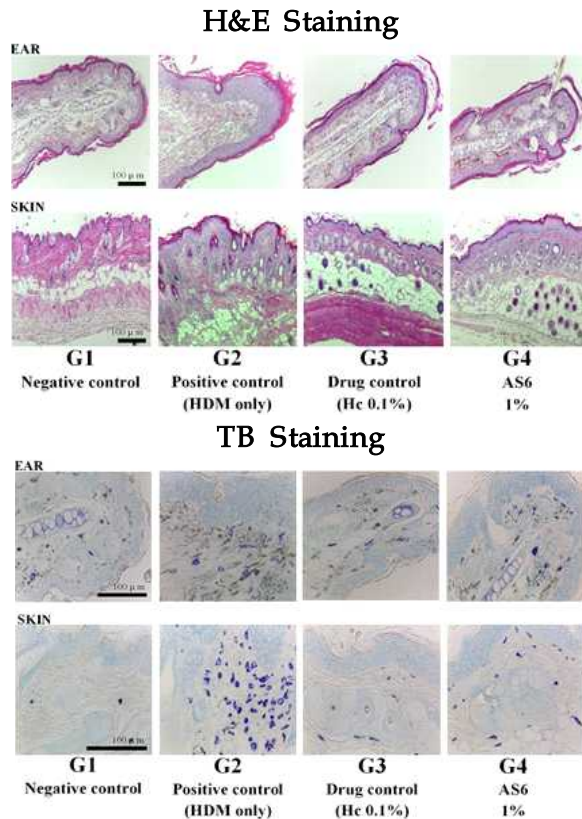 H&E Staining
EAR
100 μm
SKIN
100 μm
G1 G2 G3 G4
Negative control Positive control Drug control AS6
(HDM only) (Hc 0.1%) 1%
TB Staining
EAR
100 μm
SKIN
100 μm
G1 G2 G3 G4
Negative control Positive control Drug control AS6
(HDM only) (Hc 0.1%) 1%